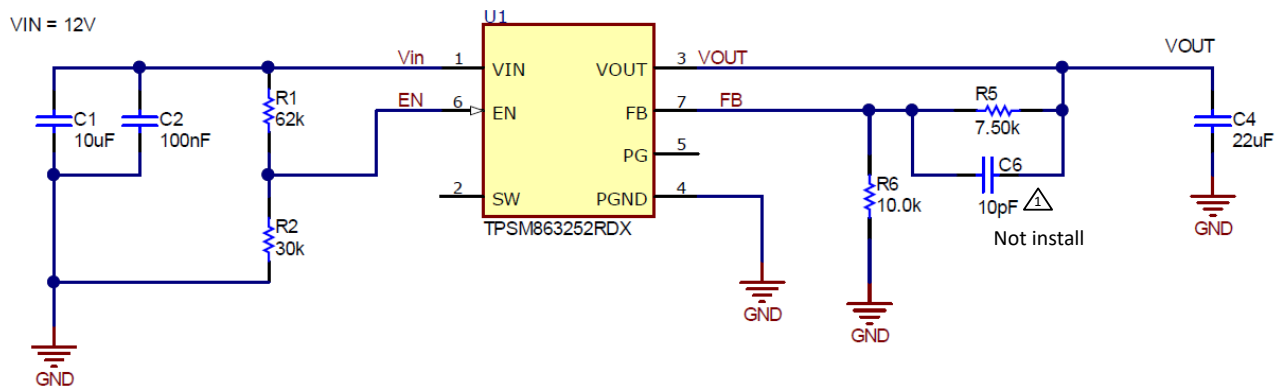 VIN = 12V
U1
Vin 1 VIN VOUT 3 VOUT
VOUT
EN 6 EN FB 7 FB
C1
10uF
C2
100nF
R1
62k
R5
7.50k
C4
22uF
PG 5
C6
10pF 1
Not install
2 SW PGND 4
R6
10.0k
TPSM863252RDX
R2
30k
GND
GND
GND
GND